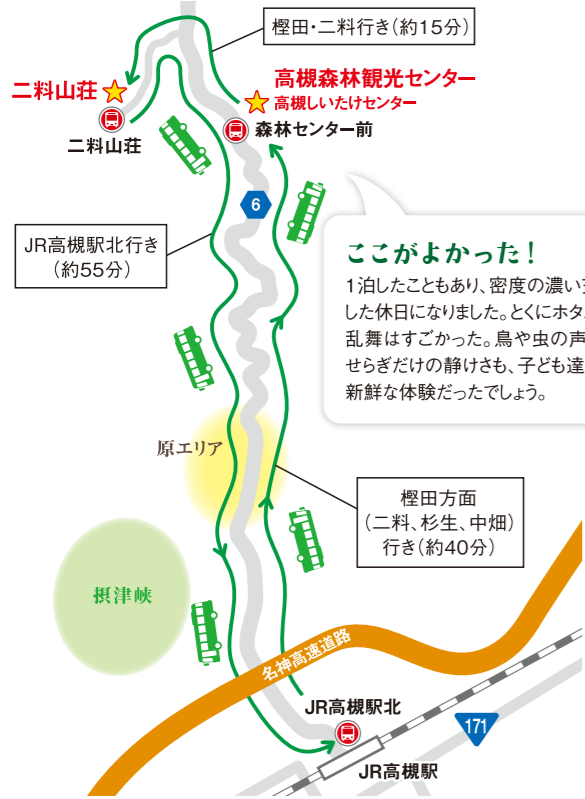 樫田・二料行き(約15分)
二料山荘
高槻森林観光センター
高槻しいたけセンター
二料山荘
森林センター前
6
JR高槻駅北行き
(約55分)
ここがよかった!
1泊したこともあり、密度の濃い
した休日になりました。とくにホタ
乱舞はすごかった。鳥や虫の声
せらぎだけの静けさも、子ども達
新鮮な体験だったでしょう。
原エリア
樫田方面
(二料、杉生、中畑)
行き(約40分)
摂津峡
名神高速道路
JR高槻駅北
171
JR高槻駅